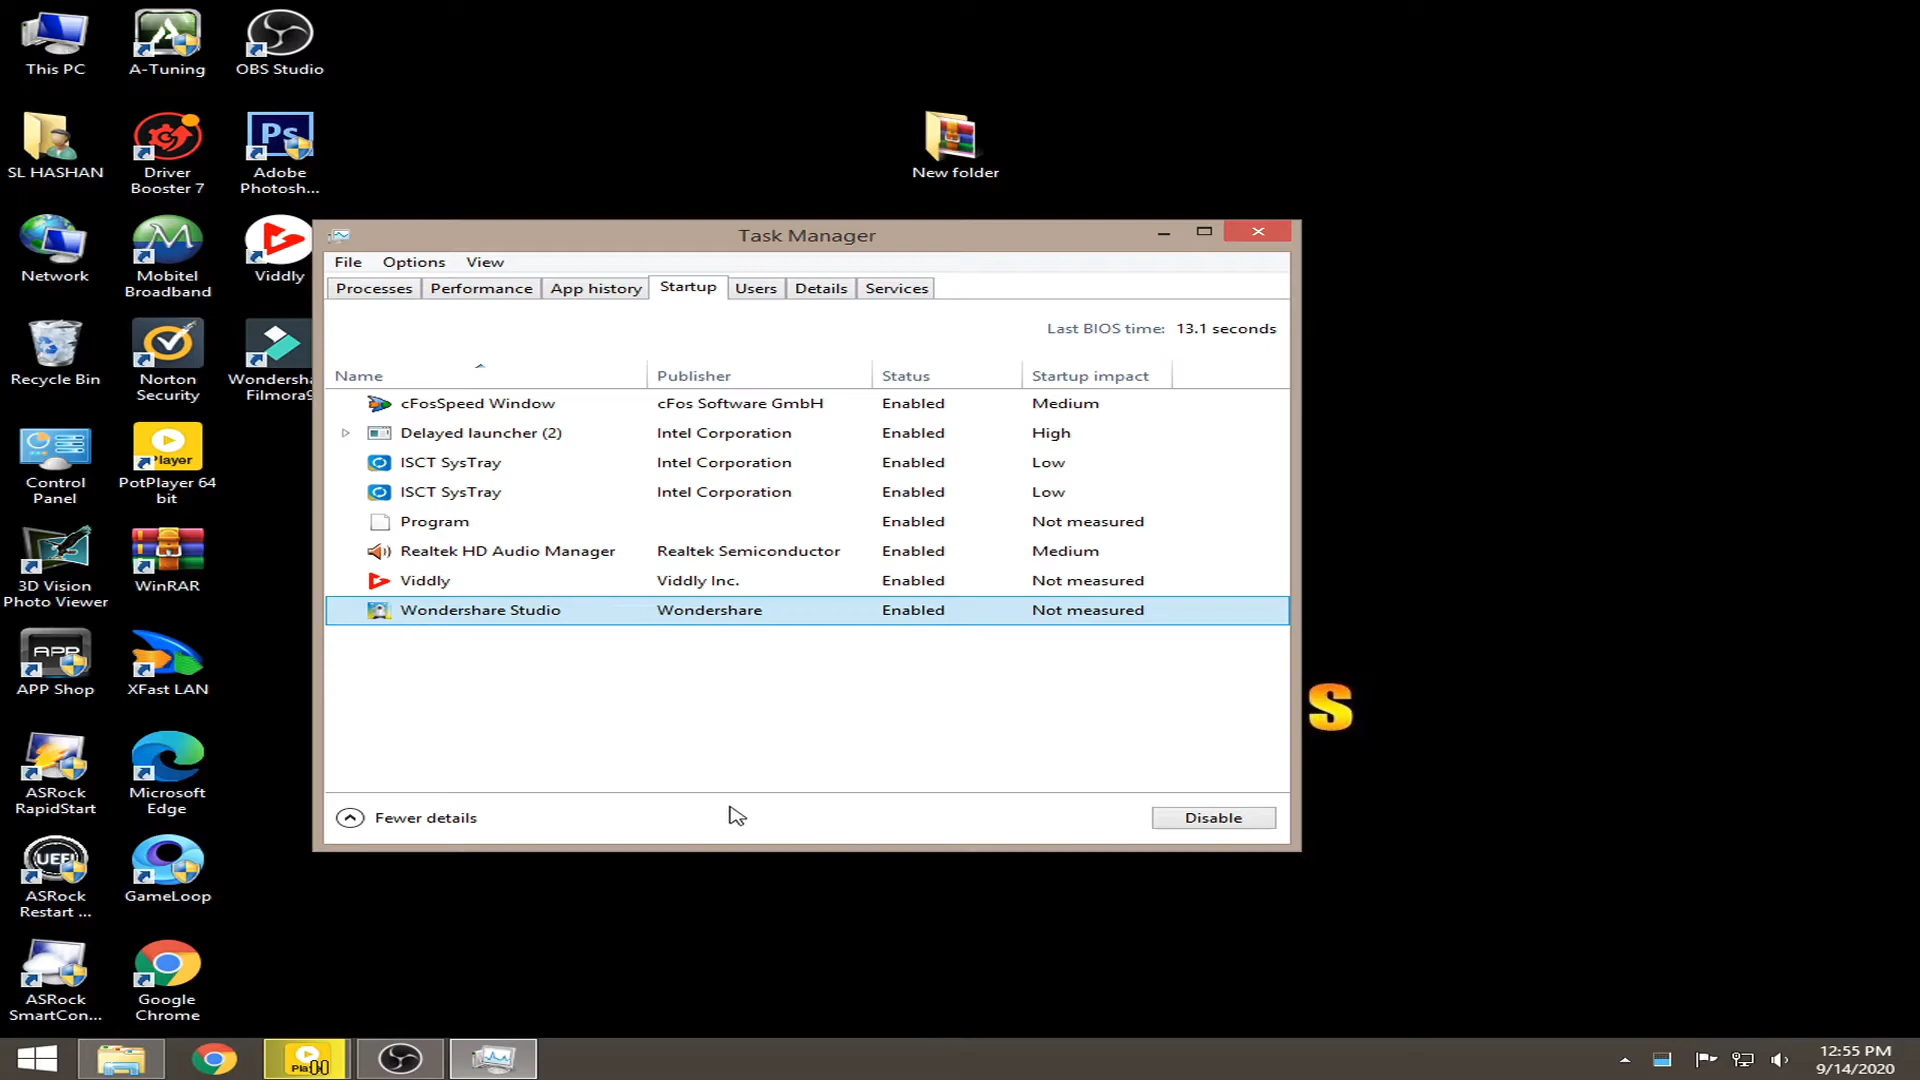 This PC
A-Tuning
OBS Studio
SL HASHAN
Driver
Booster 7
Ps
Adobe
Photosh...
New folder
Network
Mobitel
Broadband
Viddly
Recycle Bin
Norton
Security
Wondersha
Filmora9
Control
Panel
Player
PotPlayer 64
bit
3D Vision
Photo Viewer
WinRAR
APP
APP Shop
XFast LAN
ASRock
RapidStart
Microsoft
Edge
UEFI
ASRock
Restart ...
GameLoop
ASRock
SmartCon...
Google
Chrome
Task Manager
File Options View
Processes Performance App history Startup Users Details Services
Last BIOS time: 13.1 seconds
Name Publisher Status Startup impact
cFosSpeed Window cFos Software GmbH Enabled Medium
Delayed launcher (2) Intel Corporation Enabled High
ISCT SysTray Intel Corporation Enabled Low
ISCT SysTray Intel Corporation Enabled Low
Program Enabled Not measured
Realtek HD Audio Manager Realtek Semiconductor Enabled Medium
Viddly Viddly Inc. Enabled Not measured
Wondershare Studio Wondershare Enabled Not measured
Fewer details Disable
S
12:55 PM
9/14/2020